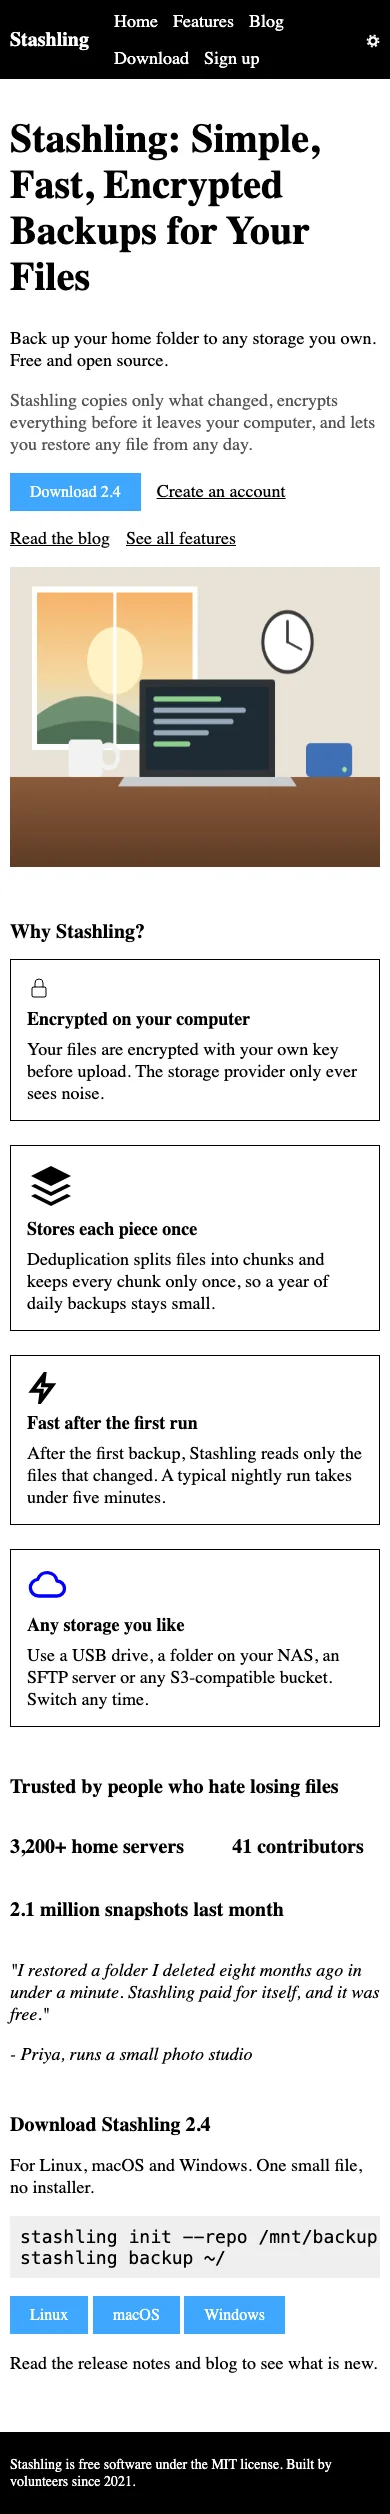 Stashling
Home Features Blog
Download Sign up
Stashling: Simple,
Fast, Encrypted
Backups for Your
Files
Back up your home folder to any storage you own.
Free and open source.
Stashling copies only what changed, encrypts
everything before it leaves your computer, and lets
you restore any file from any day.
Download 2.4 Create an account
Read the blog See all features
Why Stashling?
Encrypted on your computer
Your files are encrypted with your own key
before upload. The storage provider only ever
sees noise.
Stores each piece once
Deduplication splits files into chunks and
keeps every chunk only once, so a year of
daily backups stays small.
Fast after the first run
After the first backup, Stashling reads only the
files that changed. A typical nightly run takes
under five minutes.
Any storage you like
Use a USB drive, a folder on your NAS, an
SFTP server or any S3-compatible bucket.
Switch any time.
Trusted by people who hate losing files
3,200+ home servers 41 contributors
2.1 million snapshots last month
"I restored a folder I deleted eight months ago in
under a minute. Stashling paid for itself, and it was
free."
- Priya, runs a small photo studio
Download Stashling 2.4
For Linux, macOS and Windows. One small file,
no installer.
stashling init --repo /mnt/backup
stashling backup ~/
Linux macOS Windows
Read the release notes and blog to see what is new.
Stashling is free software under the MIT license. Built by
volunteers since 2021.